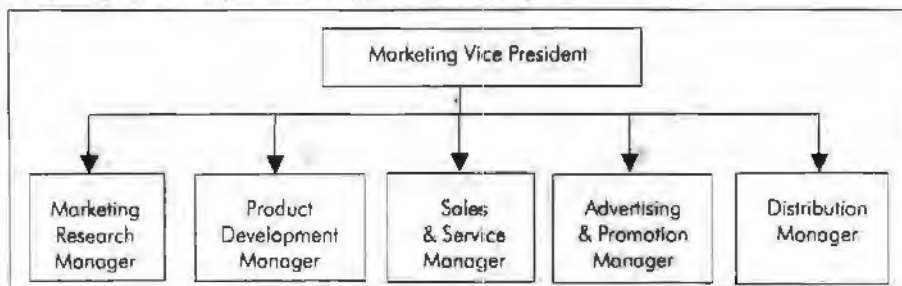 Marketing Vice President
Marketing
Research
Manager
Product
Development
Manager
Sales
& Service
Manager
Advertising
& Promotion
Manager
Distribution
Manager